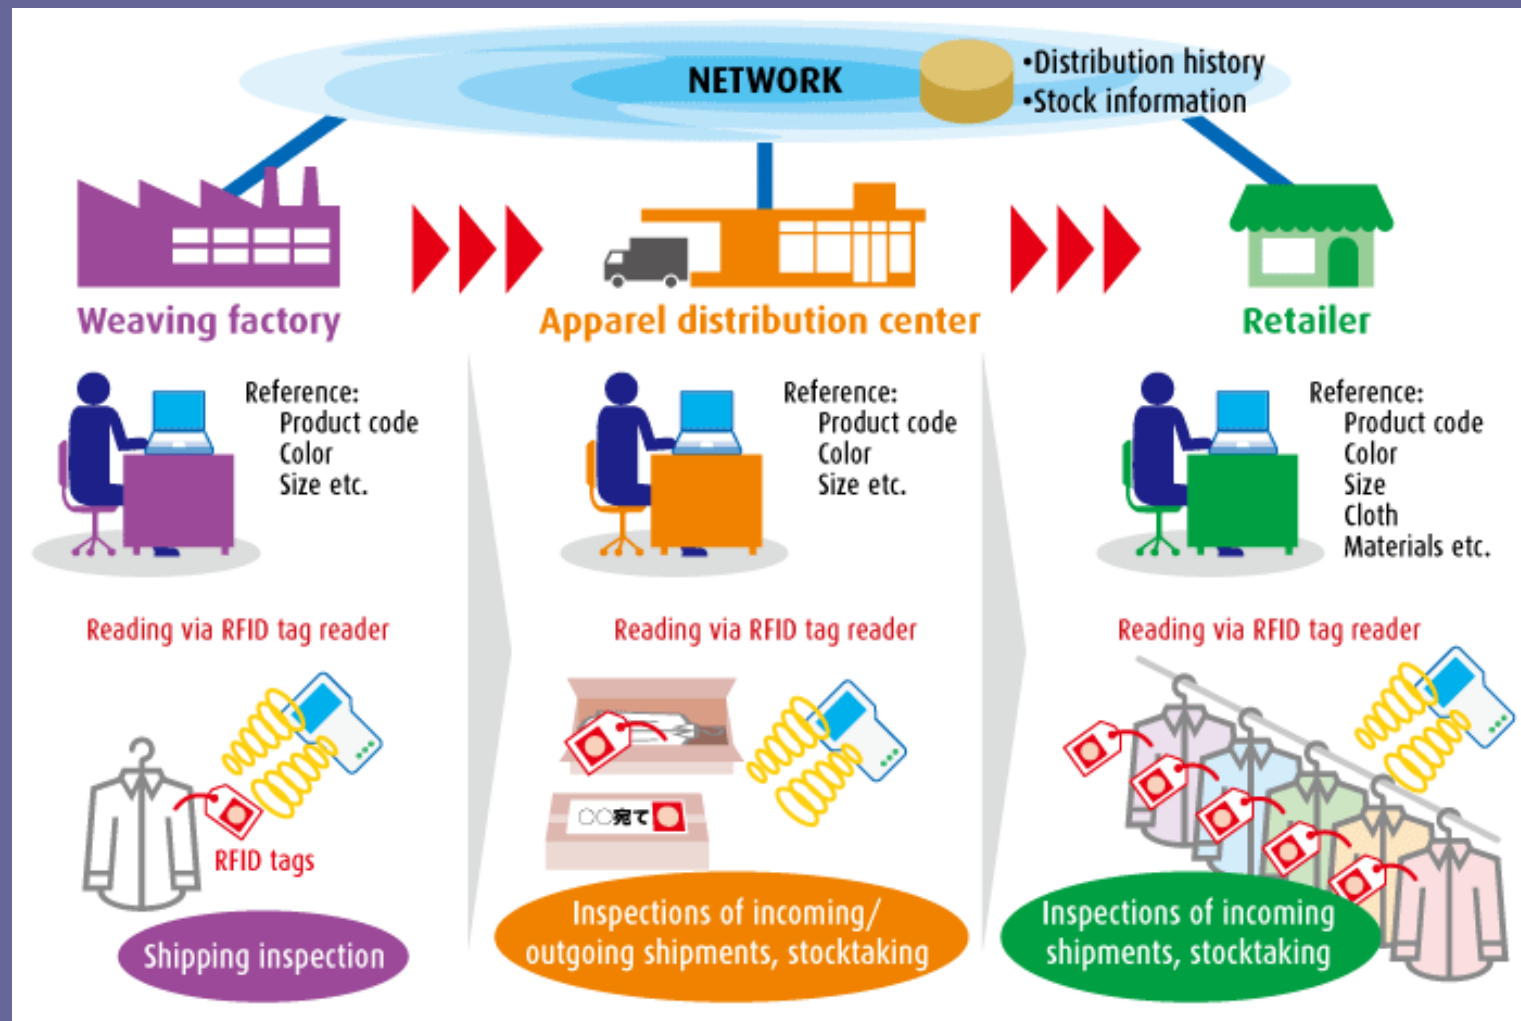 NETWORK
•Distribution history
•Stock information
Weaving factory
Apparel distribution center
Retailer
Reference:
Product code
Color
Size etc.
Reference:
Product code
Color
Size etc.
Reference:
Product code
Color
Size
Cloth
Materials etc.
Reading via RFID tag reader
Reading via RFID tag reader
Reading via RFID tag reader
RFID tags
○○宛て
Shipping inspection
Inspections of incoming/
outgoing shipments, stocktaking
Inspections of incoming
shipments, stocktaking